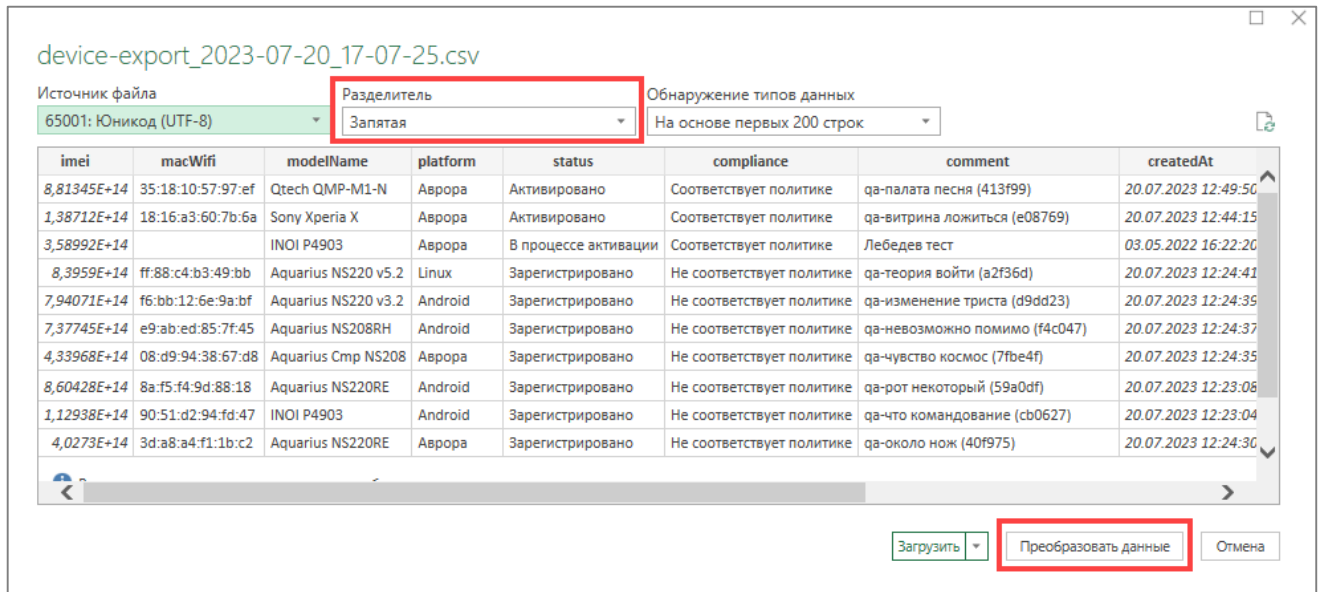 device-export_2023-07-20_17-07-25.csv
Источник файла Разделитель Обнаружение типов данных
65001: Юникод (UTF-8) Запятая На основе первых 200 строк
imei macWifi modelName platform status compliance comment createdAt
8,81345E+14 35:18:10:57:97:ef Qtech QMP-M1-N Аврора Активировано Соответствует политике qa-палата песня (413f99) 20.07.2023 12:49:50
1,38712E+14 18:16:a3:60:7b:6a Sony Xperia X Аврора Активировано Соответствует политике qa-витрина ложиться (e08769) 20.07.2023 12:44:15
3,58992E+14 INOI P4903 Аврора В процессе активации Соответствует политике Лебедев тест 03.05.2022 16:22:20
8,3959E+14 ff:88:c4:b3:49:bb Aquarius NS220 v5.2 Linux Зарегистрировано Не соответствует политике qa-теория войти (a2f36d) 20.07.2023 12:24:41
7,94071E+14 f6:bb:12:6e:9a:bf Aquarius NS220 v3.2 Android Зарегистрировано Не соответствует политике qa-изменение триста (d9dd23) 20.07.2023 12:24:39
7,37745E+14 e9:ab:ed:85:7f:45 Aquarius NS208RH Android Зарегистрировано Не соответствует политике qa-невозможно помимо (f4c047) 20.07.2023 12:24:37
4,33968E+14 08:d9:94:38:67:d8 Aquarius Cmp NS208 Аврора Зарегистрировано Не соответствует политике qa-чувство космос (7fbe4f) 20.07.2023 12:24:35
8,60428E+14 8a:f5:f4:9d:88:18 Aquarius NS220RE Android Зарегистрировано Не соответствует политике qa-рот некоторый (59a0df) 20.07.2023 12:23:08
1,12938E+14 90:51:d2:94:fd:47 INOI P4903 Android Зарегистрировано Не соответствует политике qa-что командование (cb0627) 20.07.2023 12:23:04
4,0273E+14 3d:a8:a4:f1:1b:c2 Aquarius NS220RE Аврора Зарегистрировано Не соответствует политике qa-около нож (40f975) 20.07.2023 12:24:30
Загрузить Преобразовать данные Отмена